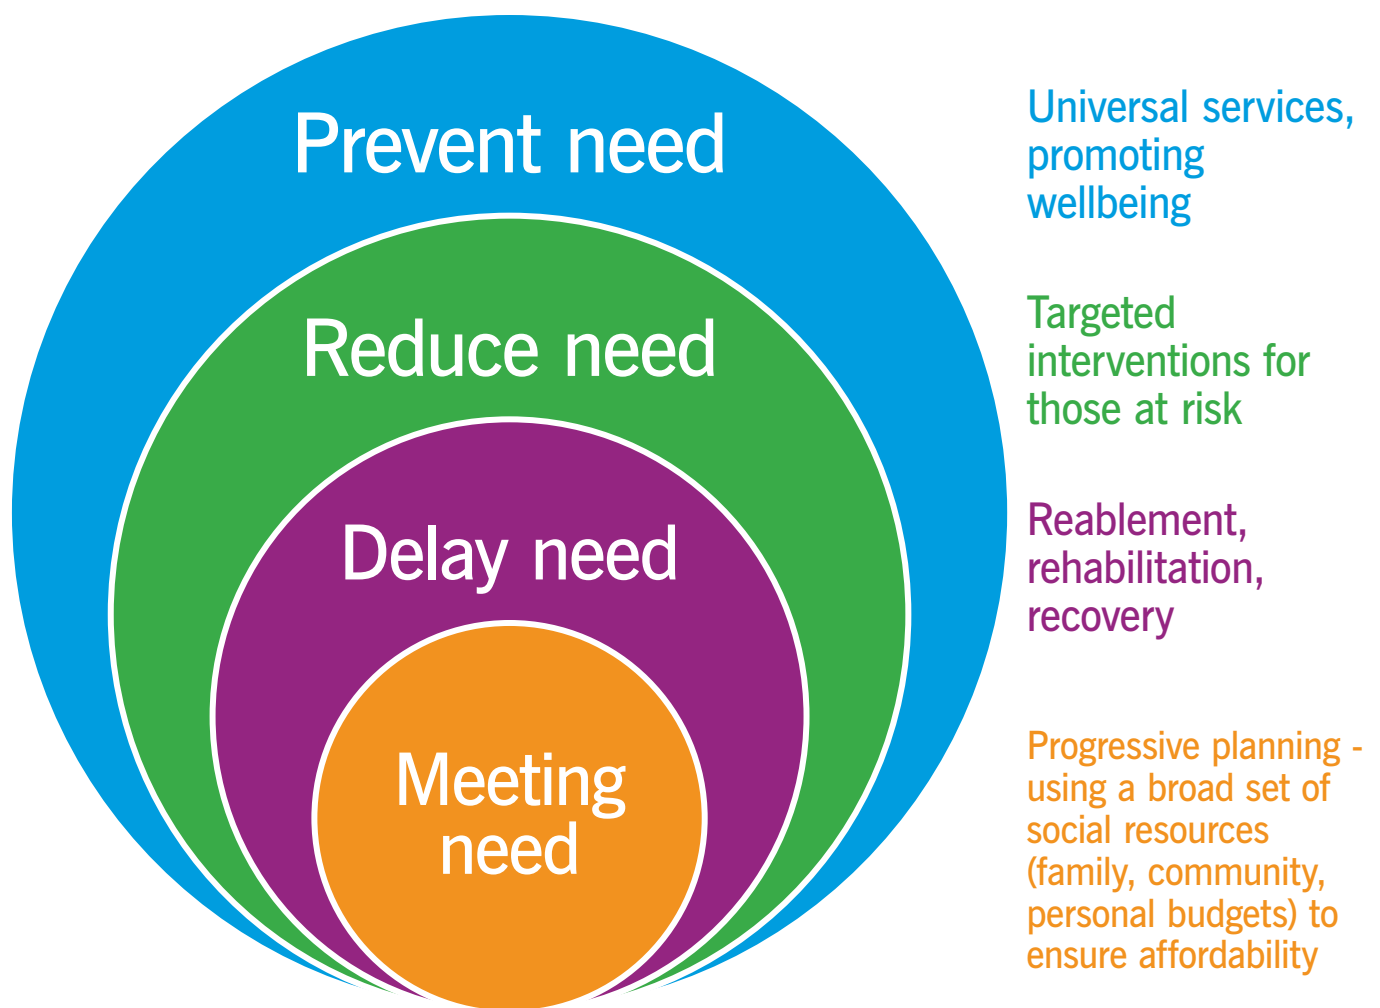 Prevent need
Universal services,
promoting
wellbeing
Reduce need
Targeted
interventions for
those at risk
Delay need
Reablement,
rehabilitation,
recovery
Meeting
need
Progressive planning -
using a broad set of
social resources
(family, community,
personal budgets) to
ensure affordability